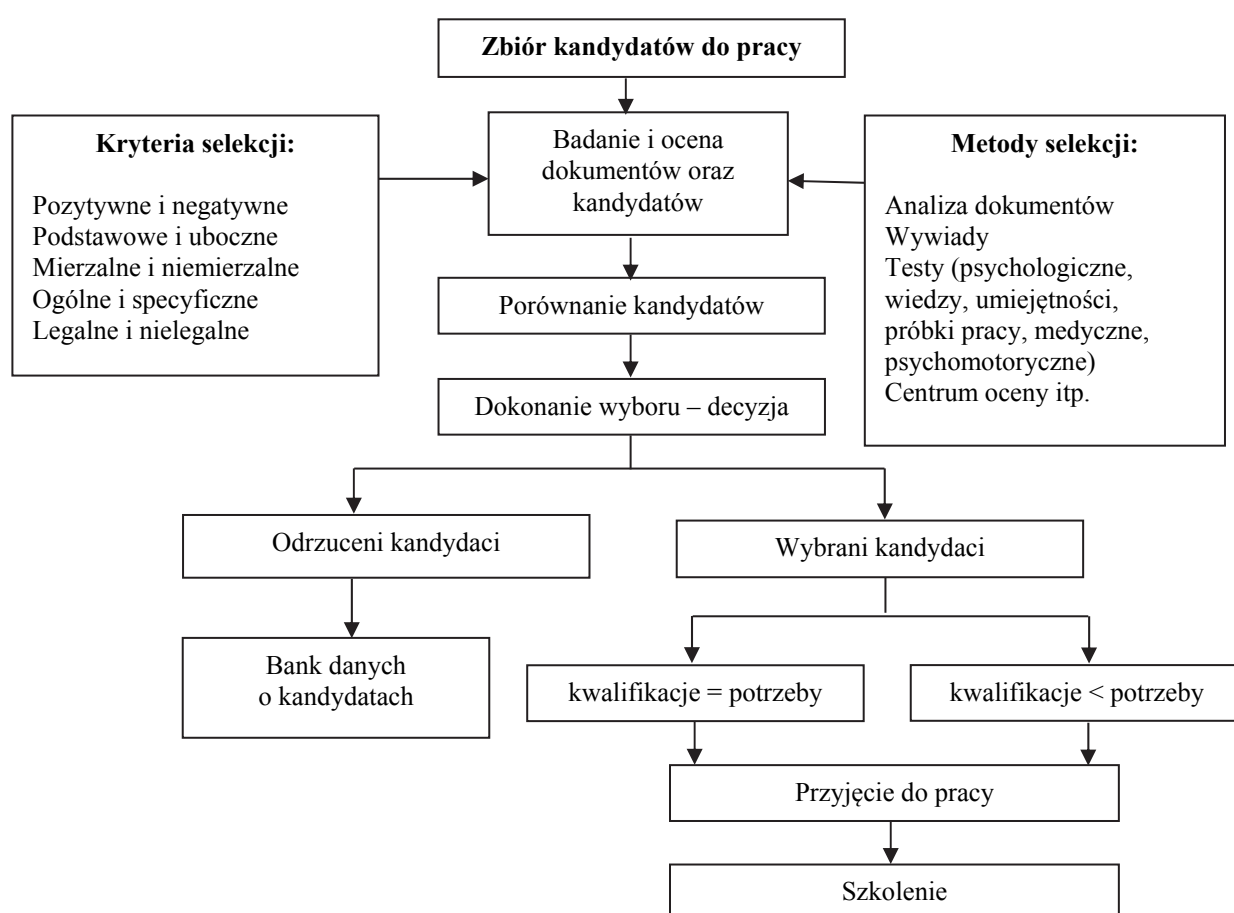 Zbiór kandydatów do pracy
Kryteria selekcji:
Pozytywne i negatywne
Podstawowe i uboczne
Mierzalne i niemierzalne
Ogólne i specyficzne
Legalne i nielegalne
Badanie i ocena
dokumentów oraz
kandydatów
Metody selekcji:
Analiza dokumentów
Wywiady
Testy (psychologiczne,
wiedzy, umiejętności,
próbki pracy, medyczne,
psychomotoryczne)
Centrum oceny itp.
Porównanie kandydatów
Dokonanie wyboru – decyzja
Odrzuceni kandydaci
Wybrani kandydaci
Bank danych
o kandydatach
kwalifikacje = potrzeby
kwalifikacje < potrzeby
Przyjęcie do pracy
Szkolenie